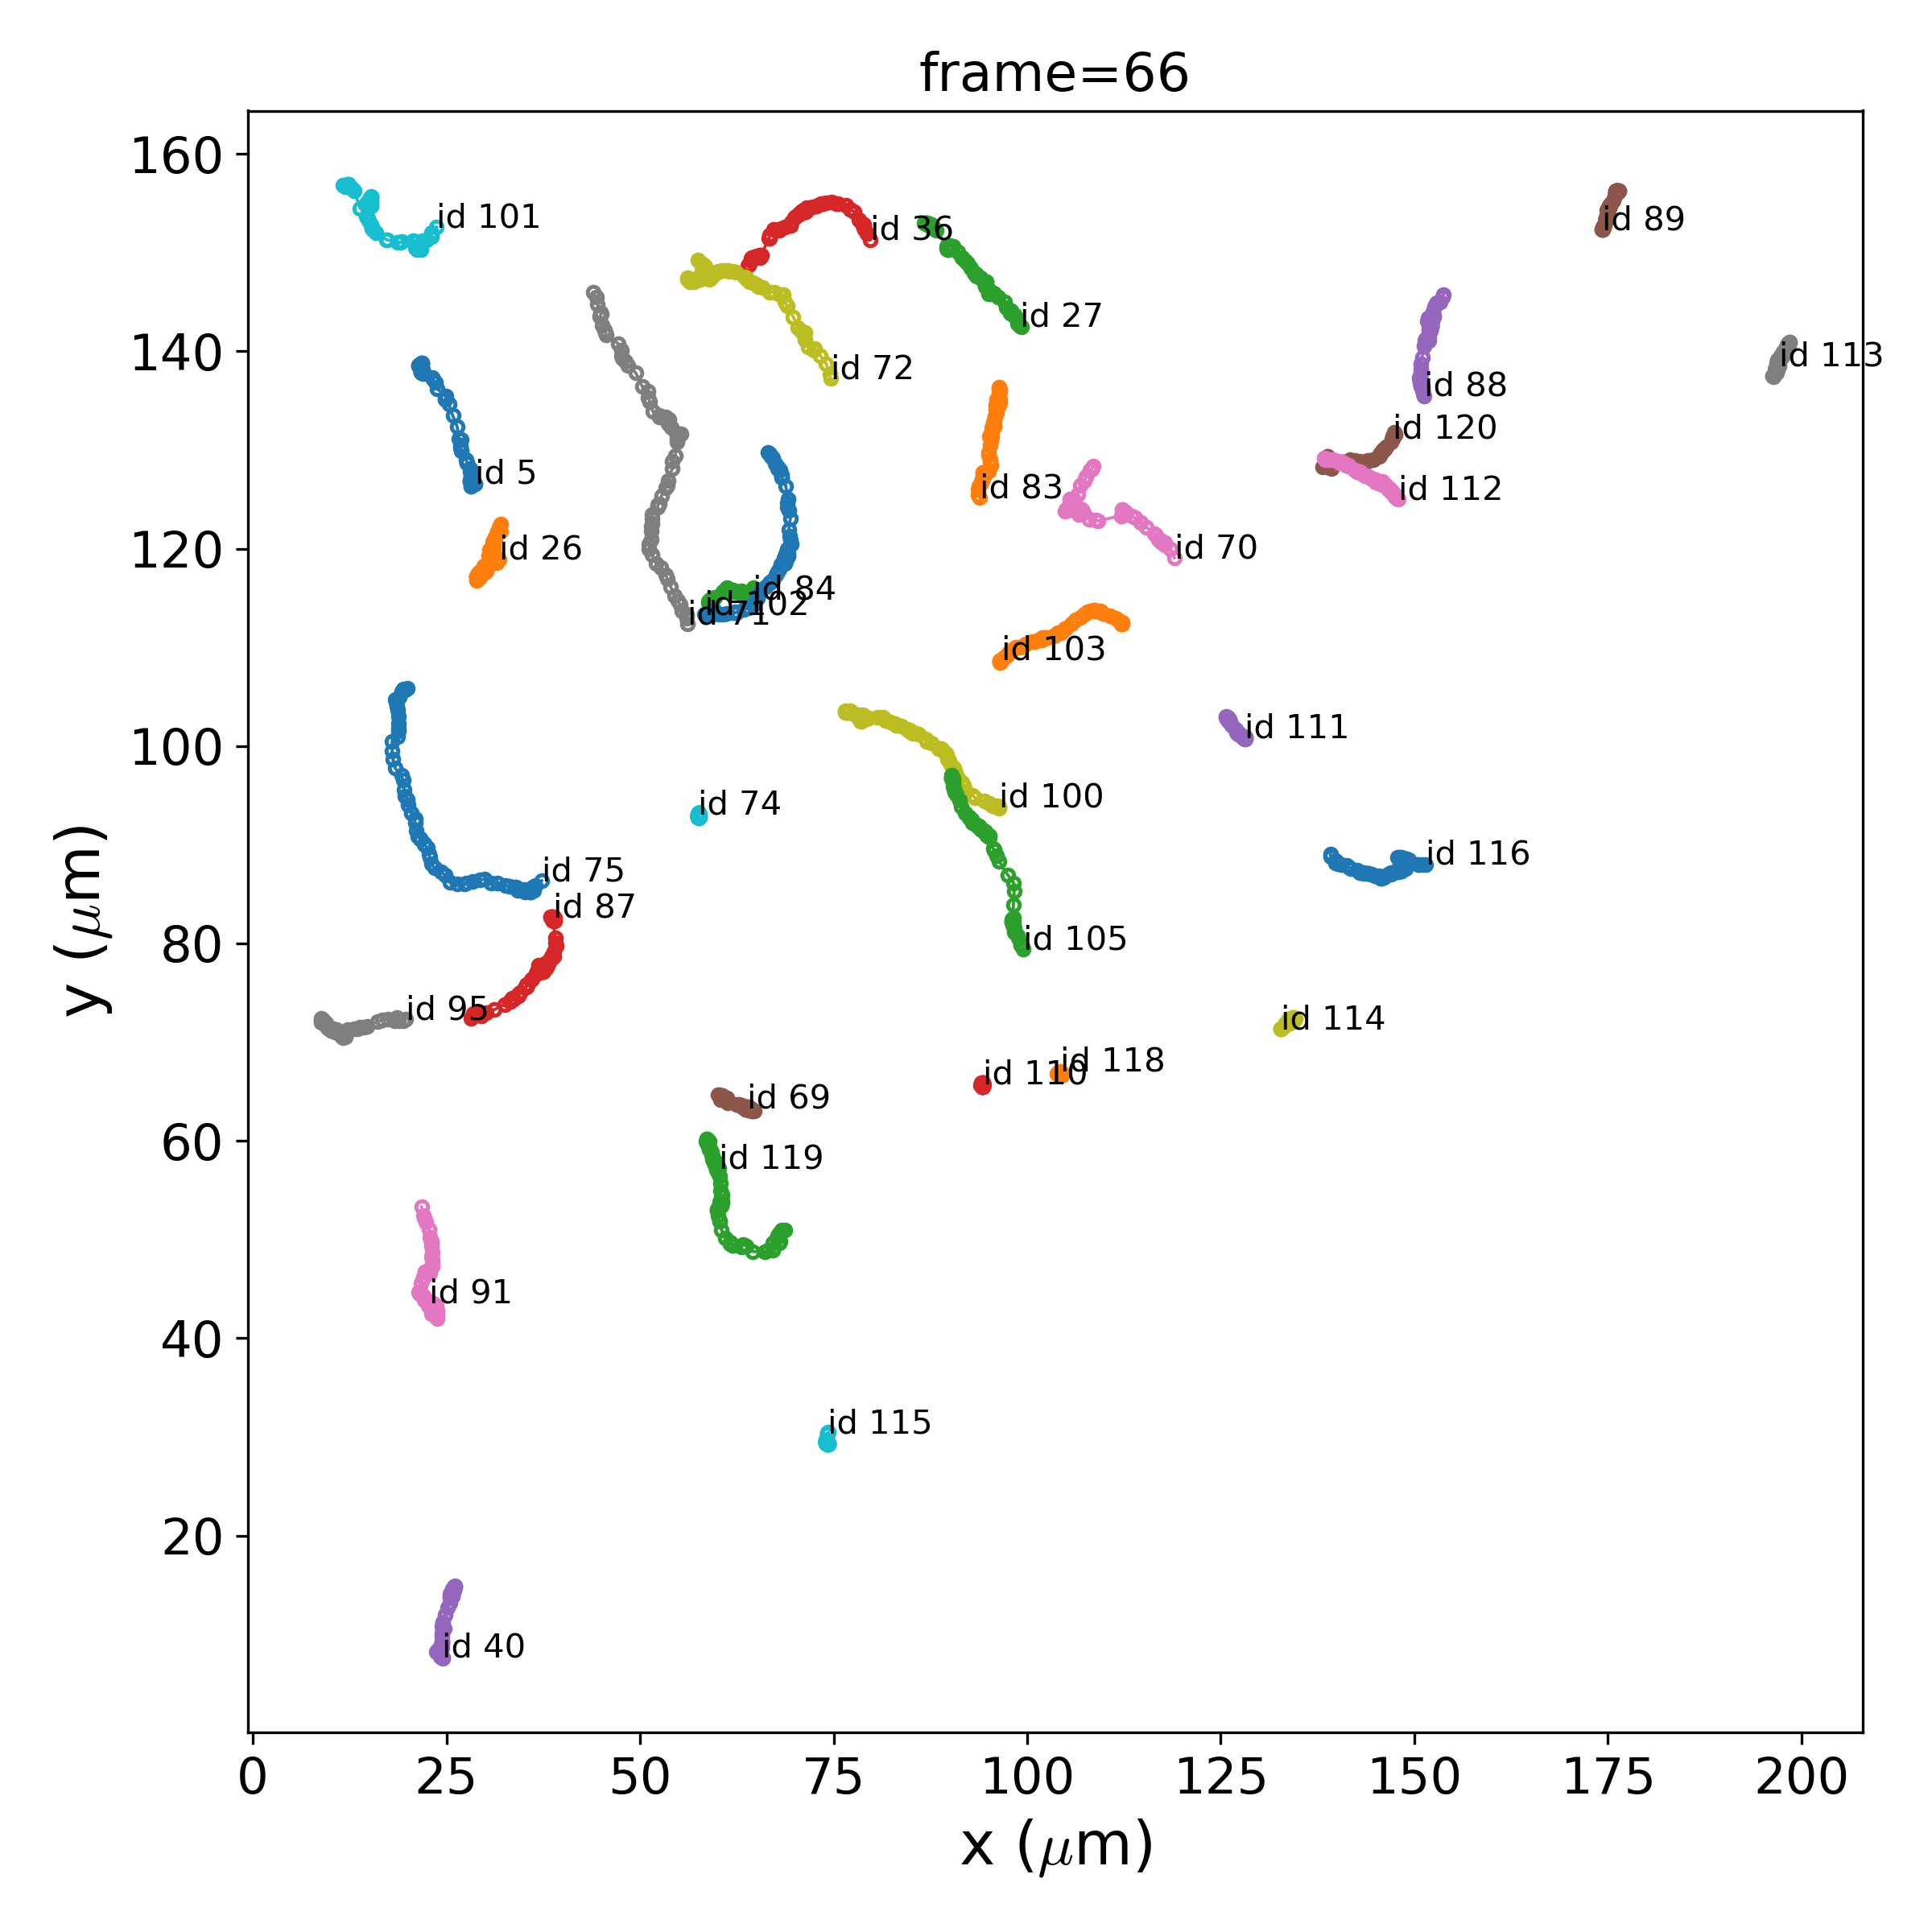 frame=66
160
140
120
100
80
60
40
20
0
25
50
75
100
125
150
175
200
x (μm)
y (μm)
id 101
id 36
id 89
id 27
id 72
id 113
id 88
id 120
id 5
id 83
id 112
id 26
id 70
id 84
id 102
id 71
id 103
id 111
id 74
id 100
id 75
id 116
id 87
id 105
id 95
id 114
id 118
id 110
id 69
id 119
id 91
id 115
id 40